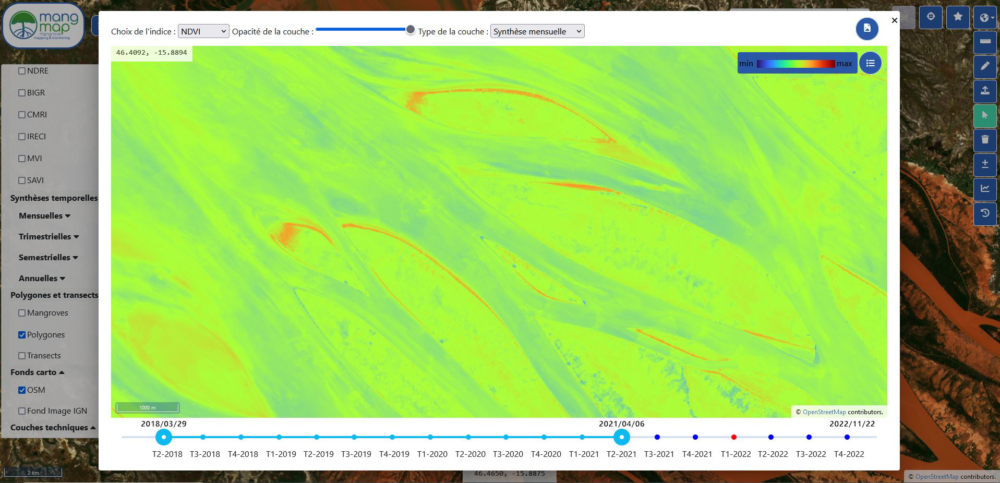 mang
map
mangrove
mapping & monitoring
Choix de l'indice : NDVI Opacité de la couche : Type de la couche : Synthèse mensuelle
46.4092, -15.8894
min max
NDRE
BIGR
CMRI
IRECI
MVI
SAVI
Synthèses temporelles
Mensuelles
Trimestrielles
Semestrielles
Annuelles
Polygones et transects
Mangroves
Polygones
Transects
Fonds carto
OSM
Fond Image IGN
Couches techniques
1000 m
© OpenStreetMap contributors.
2018/03/29 2021/04/06 2022/11/22
T2-2018 T3-2018 T4-2018 T1-2019 T2-2019 T3-2019 T4-2019 T1-2020 T2-2020 T3-2020 T4-2020 T1-2021 T2-2021 T3-2021 T4-2021 T1-2022 T2-2022 T3-2022 T4-2022
2 km
46.4650, -15.8875
© OpenStreetMap contributors.